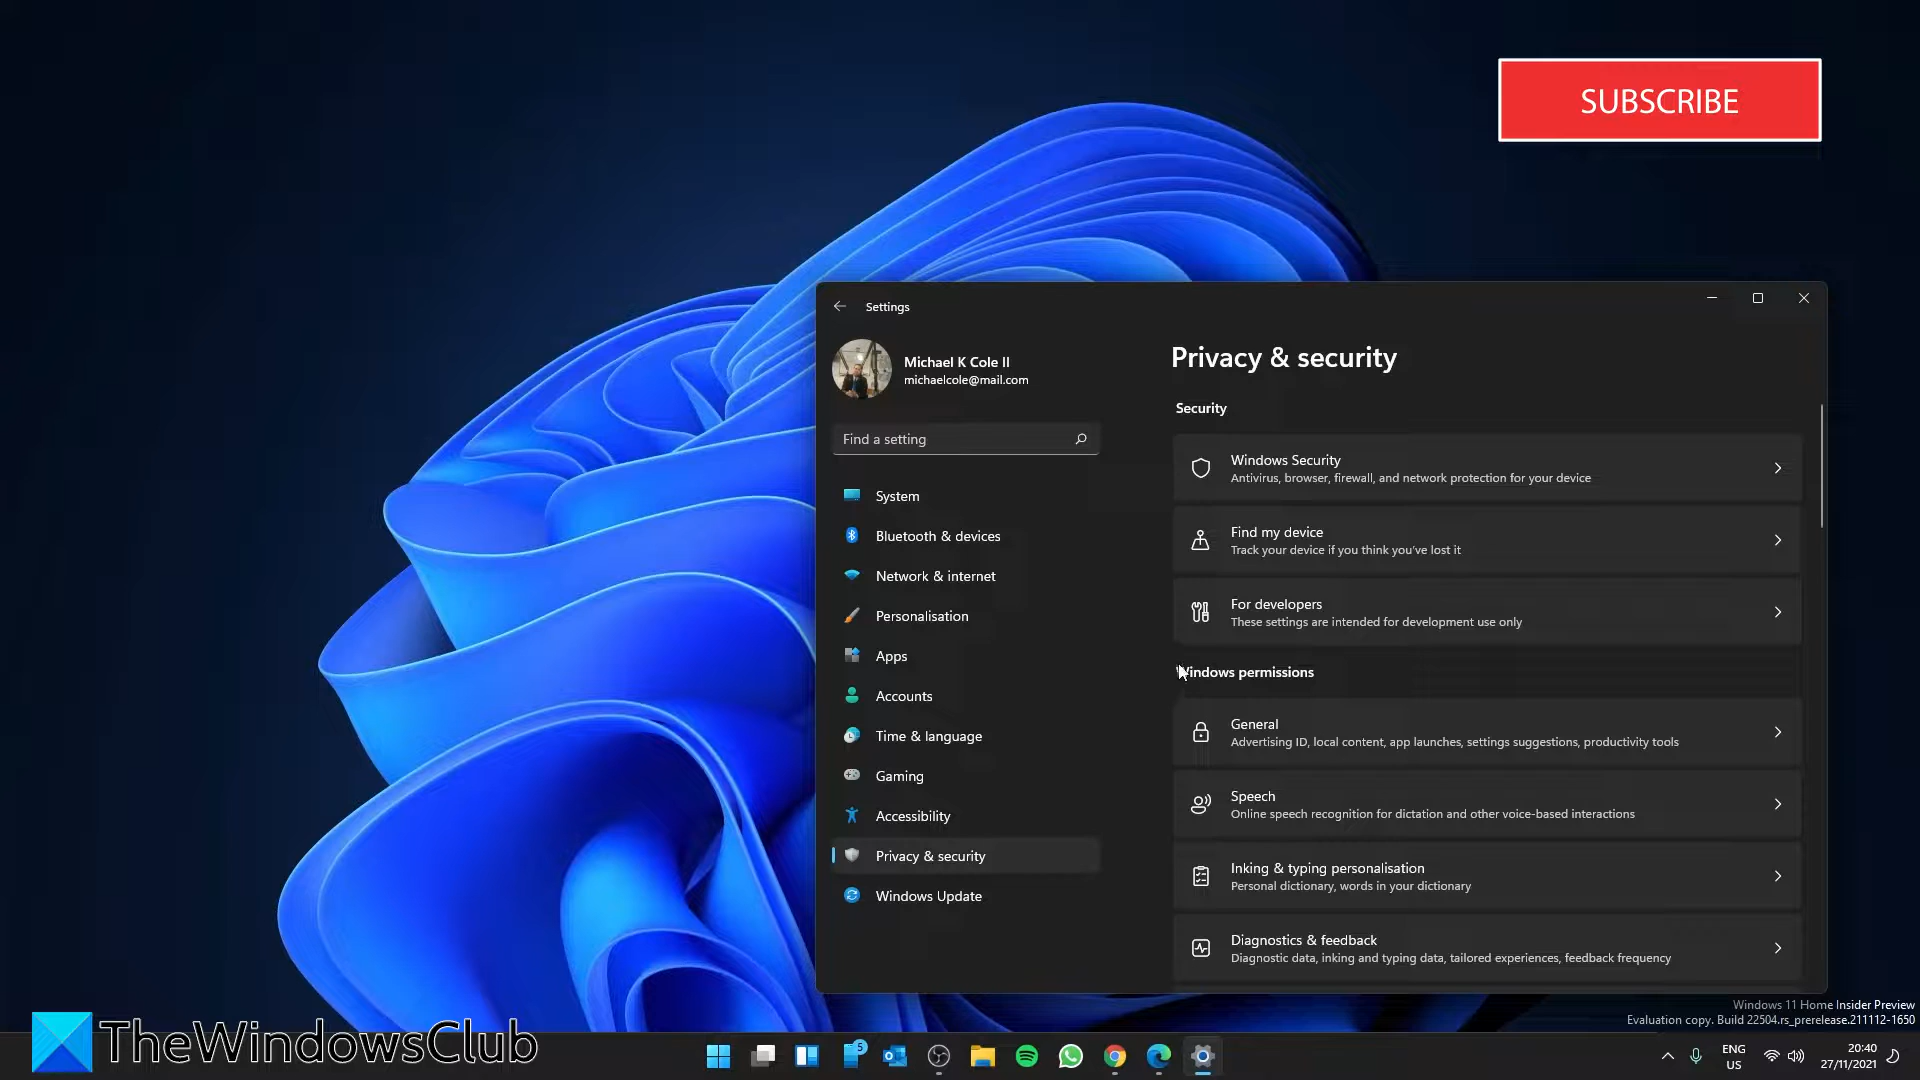 SUBSCRIBE
Settings
Michael K Cole II
michaelcole@mail.com
Find a setting
System
Bluetooth & devices
Network & internet
Personalisation
Apps
Accounts
Time & language
Gaming
Accessibility
Privacy & security
Windows Update
Privacy & security
Security
Windows Security
Antivirus, browser, firewall, and network protection for your device
Find my device
Track your device if you think you've lost it
For developers
These settings are intended for development use only
Windows permissions
General
Advertising ID, local content, app launches, settings suggestions, productivity tools
Speech
Online speech recognition for dictation and other voice-based interactions
Inking & typing personalisation
Personal dictionary, words in your dictionary
Diagnostics & feedback
Diagnostic data, inking and typing data, tailored experiences, feedback frequency
Windows 11 Home Insider Preview
Evaluation copy. Build 22504.rs_prerelease.211112-1650
TheWindowsClub
5
ENG
US
20:40
27/11/2021